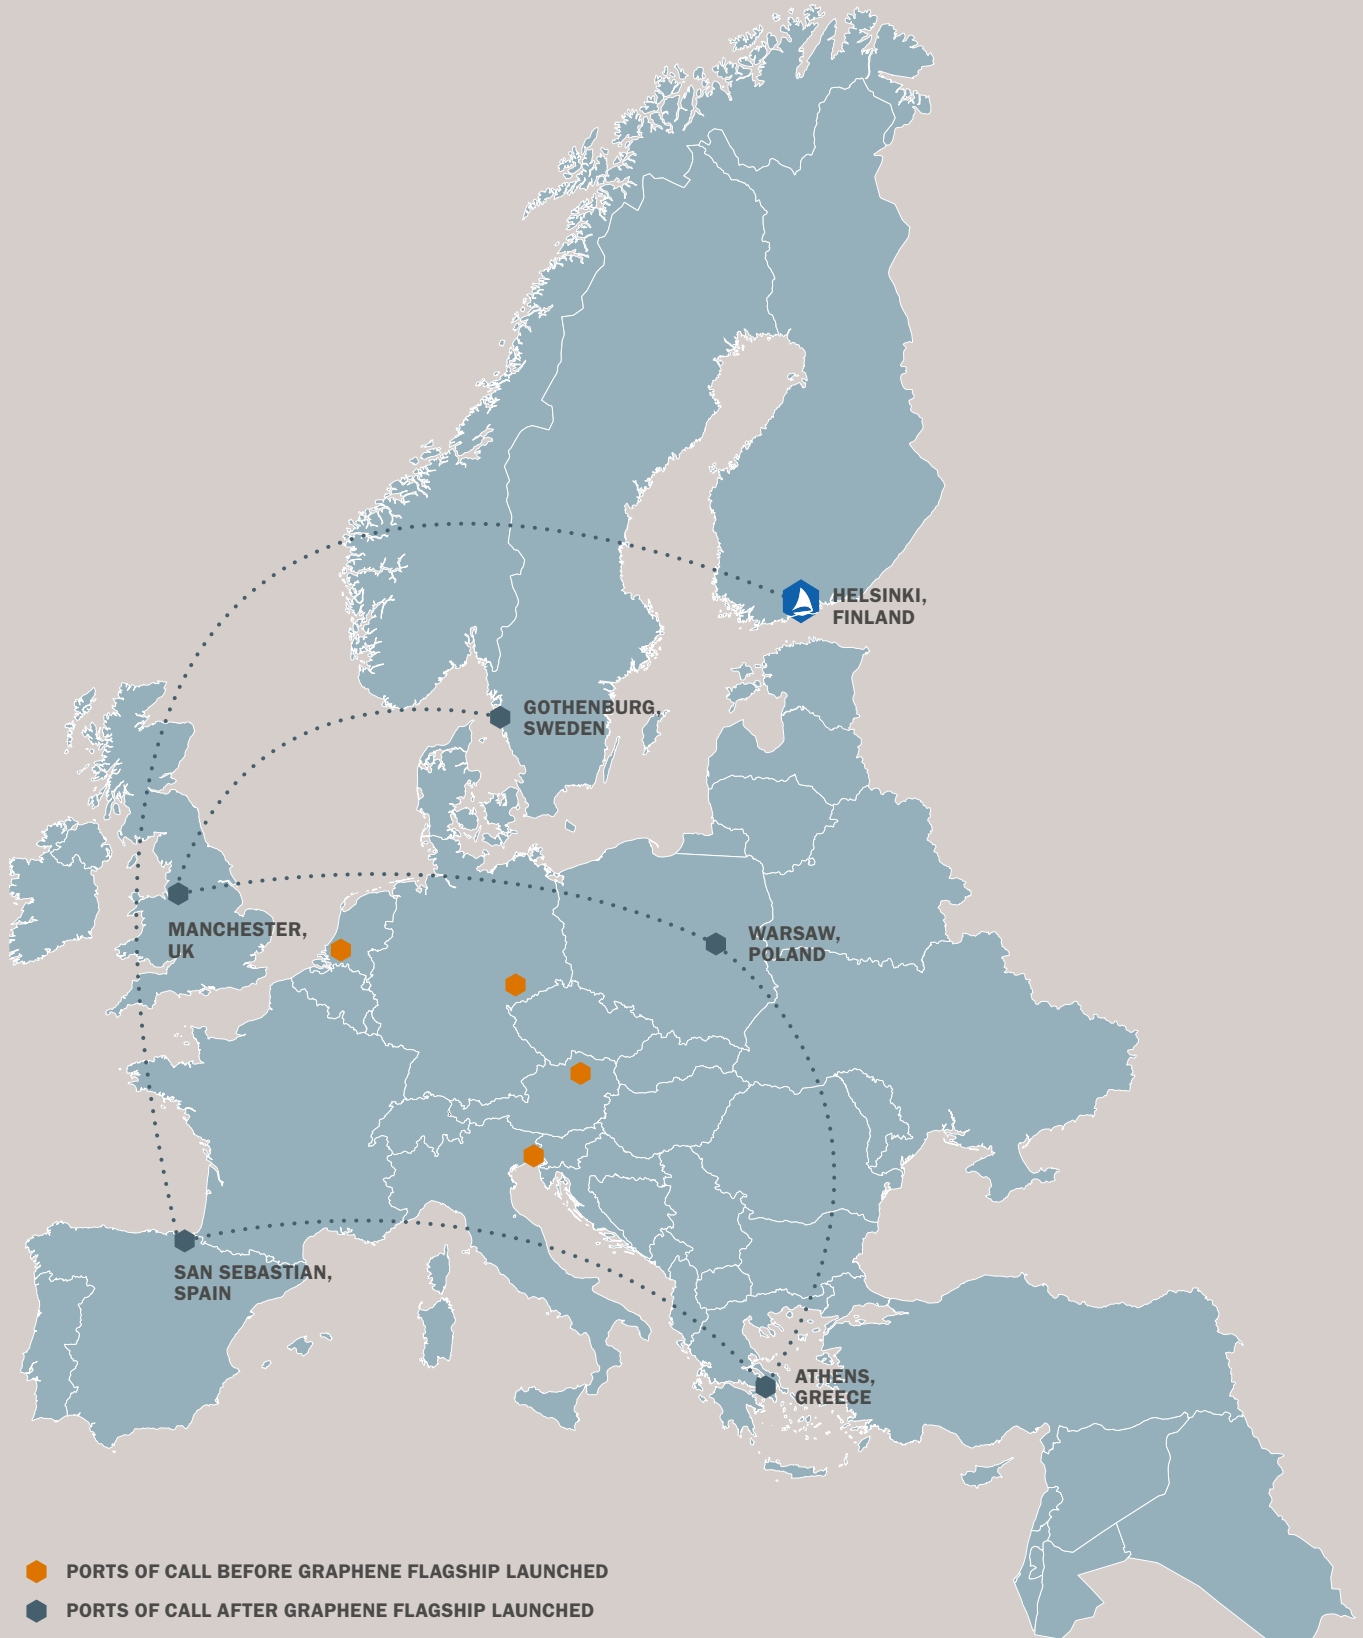 HELSINKI,
FINLAND
GOTHENBURG,
SWEDEN
MANCHESTER,
UK
WARSAW,
POLAND
SAN SEBASTIAN,
SPAIN
ATHENS,
GREECE
PORTS OF CALL BEFORE GRAPHENE FLAGSHIP LAUNCHED
PORTS OF CALL AFTER GRAPHENE FLAGSHIP LAUNCHED